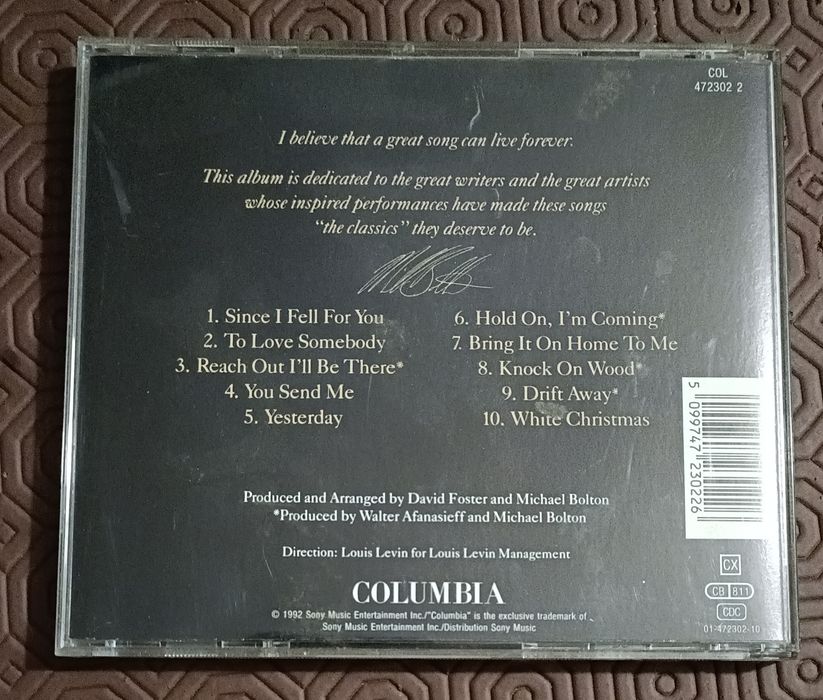 COL
472302 2
I believe that a great song can live forever.
This album is dedicated to the great writers and the great artists
whose inspired performances have made these songs
"the classics" they deserve to be.
1. Since I Fell For You
2. To Love Somebody
3. Reach Out I'll Be There*
4. You Send Me
5. Yesterday
6. Hold On, I'm Coming*
7. Bring It On Home To Me
8. Knock On Wood*
9. Drift Away*
10. White Christmas
5 099747 230226
Produced and Arranged by David Foster and Michael Bolton
*Produced by Walter Afanasieff and Michael Bolton
Direction: Louis Levin for Louis Levin Management
COLUMBIA
© 1992 Sony Music Entertainment Inc./"Columbia" is the exclusive trademark of
Sony Music Entertainment Inc./Distribution Sony Music
CX
CB 811
CDC
01-472302-10